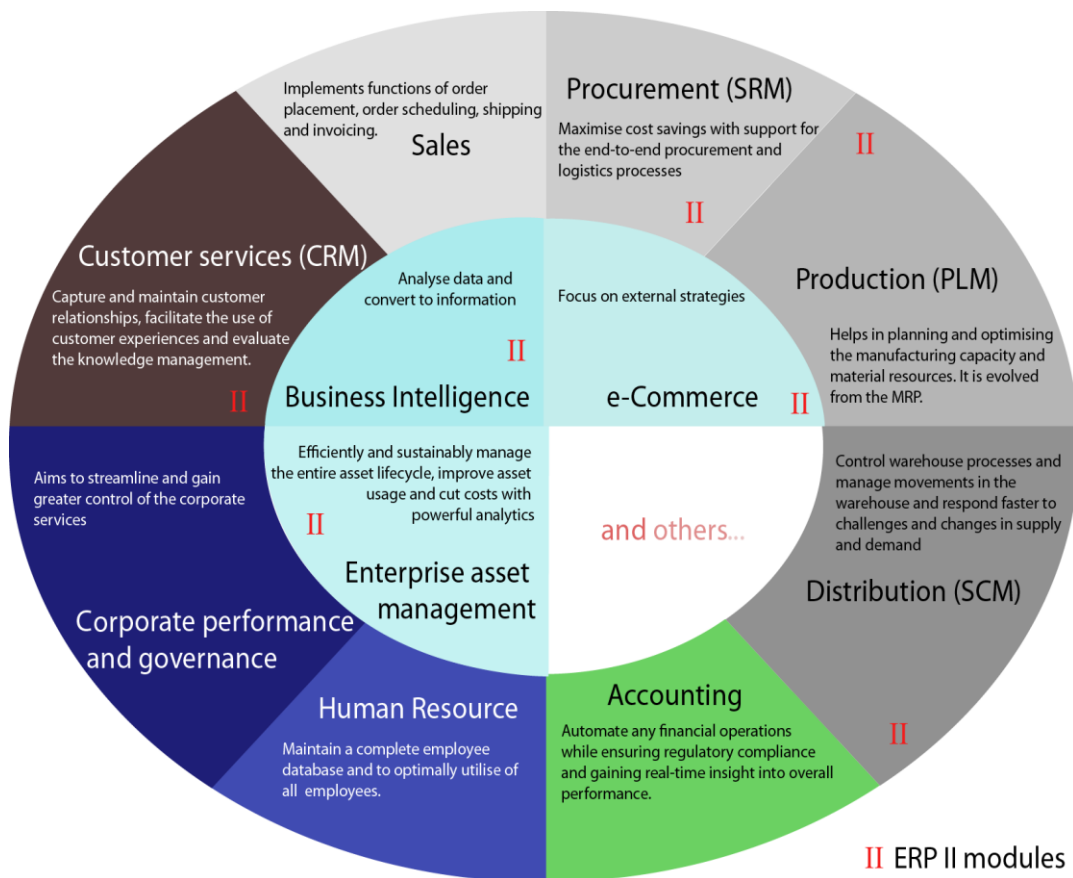 Implements functions of order
placement, order scheduling, shipping
and invoicing.
Sales
Procurement (SRM)
Maximise cost savings with support for
the end-to-end procurement and
logistics processes
II
II
Customer services (CRM)
Capture and maintain customer
relationships, facilitate the use of
customer experiences and evaluate
the knowledge management.
II
Analyse data and
convert to information
II
Business Intelligence
Focus on external strategies
e-Commerce
II
Production (PLM)
Helps in planning and optimising
the manufacturing capacity and
material resources. It is evolved
from the MRP.
Aims to streamline and gain
greater control of the corporate
services
Corporate performance
and governance
Efficiently and sustainably manage
the entire asset lifecycle, improve asset
usage and cut costs with
powerful analytics
II
Enterprise asset
management
and others...
Control warehouse processes and
manage movements in the
warehouse and respond faster to
challenges and changes in supply
and demand
Distribution (SCM)
II
Human Resource
Maintain a complete employee
database and to optimally utilise of
all employees.
Accounting
Automate any financial operations
while ensuring regulatory compliance
and gaining real-time insight into overall
performance.
II ERP II modules